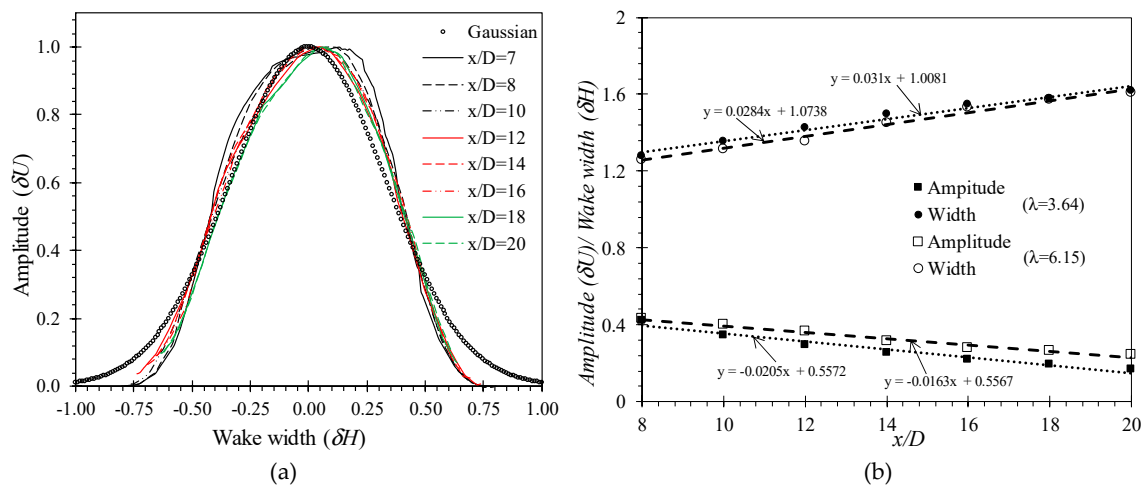 Gaussian
x/D=7
x/D=8
x/D=10
x/D=12
x/D=14
x/D=16
x/D=18
x/D=20
1.0
0.8
0.6
0.4
0.2
0.0
Amplitude (δU)
-1.00 -0.75 -0.50 -0.25 0.00 0.25 0.50 0.75 1.00
Wake width (δH)
(a)
2
1.6
1.2
0.8
0.4
0
Amplitude (δU)/ Wake width (δH)
y = 0.031x + 1.0081
y = 0.0284x + 1.0738
Ampitude
Width
(λ=3.64)
Amplitude
Width
(λ=6.15)
y = -0.0205x + 0.5572
y = -0.0163x + 0.5567
8 10 12 14 16 18 20
x/D
(b)